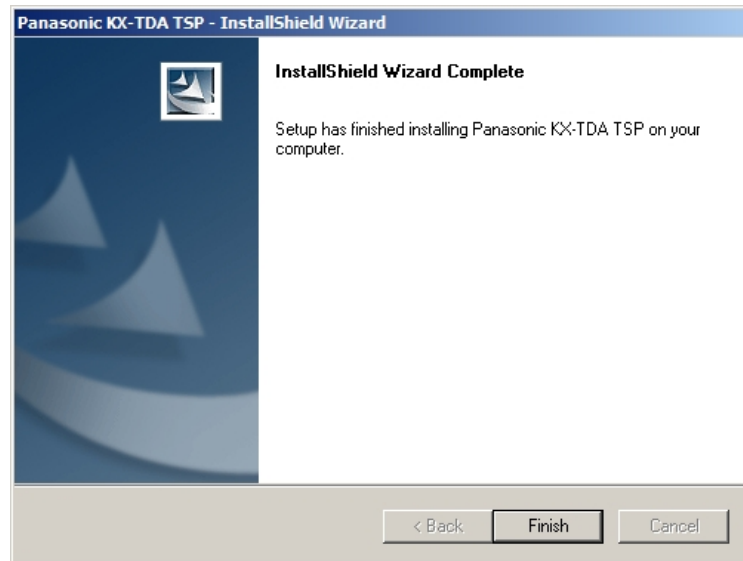 Panasonic KX-TDA TSP - InstallShield Wizard
InstallShield Wizard Complete
Setup has finished installing Panasonic KX-TDA TSP on your
computer.
< Back
Finish
Cancel